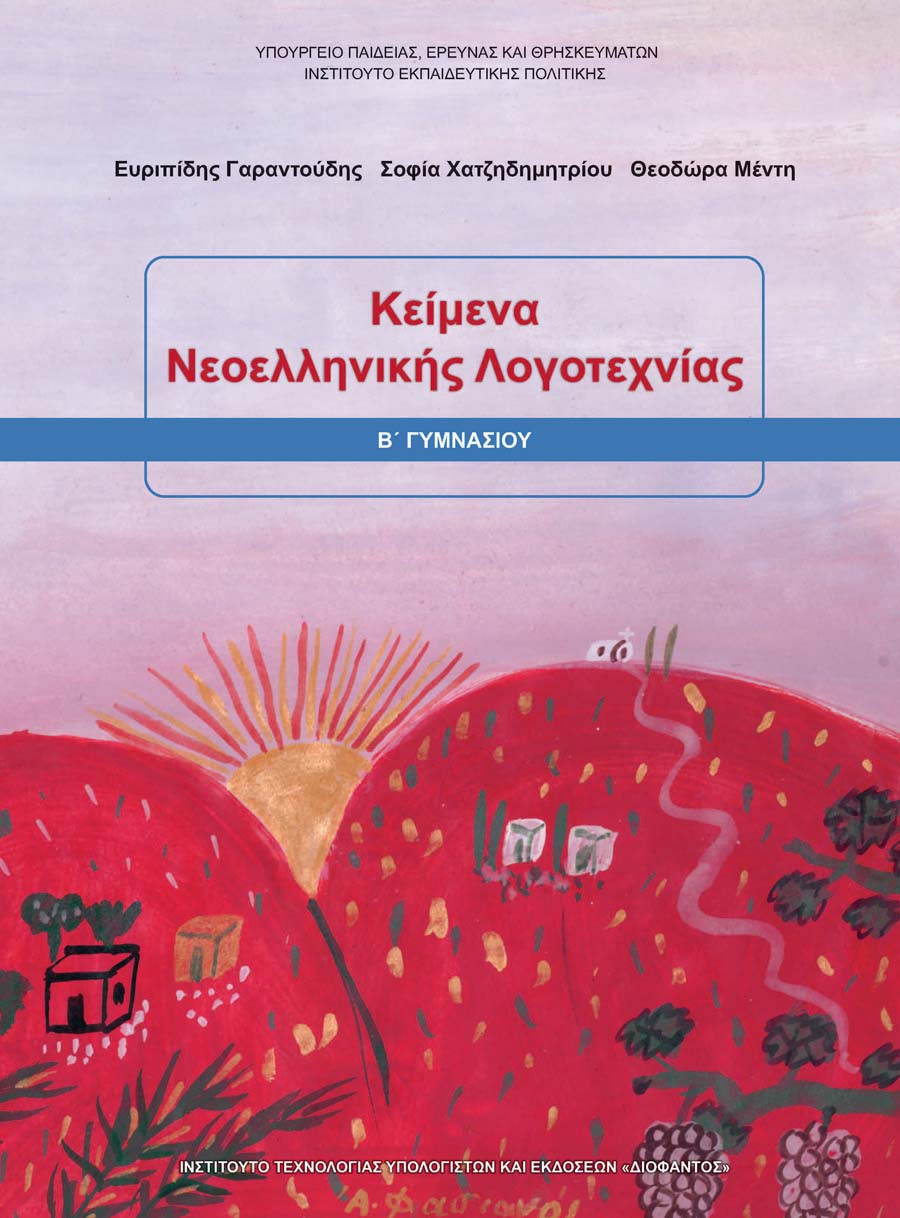 ΥΠΟΥΡΓΕΙΟ ΠΑΙΔΕΙΑΣ, ΕΡΕΥΝΑΣ ΚΑΙ ΘΡΗΣΚΕΥΜΑΤΩΝ
ΙΝΣΤΙΤΟΥΤΟ ΕΚΠΑΙΔΕΥΤΙΚΗΣ ΠΟΛΙΤΙΚΗΣ
Ευριπίδης Γαραντούδης Σοφία Χατζηδημητρίου Θεοδώρα Μέντη
Κείμενα
Νεοελληνικής Λογοτεχνίας
Β΄ ΓΥΜΝΑΣΙΟΥ
ΙΝΣΤΙΤΟΥΤΟ ΤΕΧΝΟΛΟΓΙΑΣ ΥΠΟΛΟΓΙΣΤΩΝ ΚΑΙ ΕΚΔΟΣΕΩΝ «ΔΙΟΦΑΝΤΟΣ»
Α.